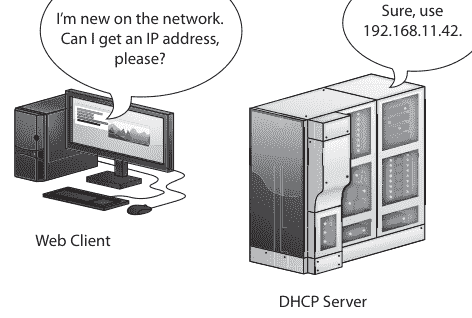 I'm new on the network.
Can I get an IP address,
please?
Sure, use
192.168.11.42.
Web Client
DHCP Server